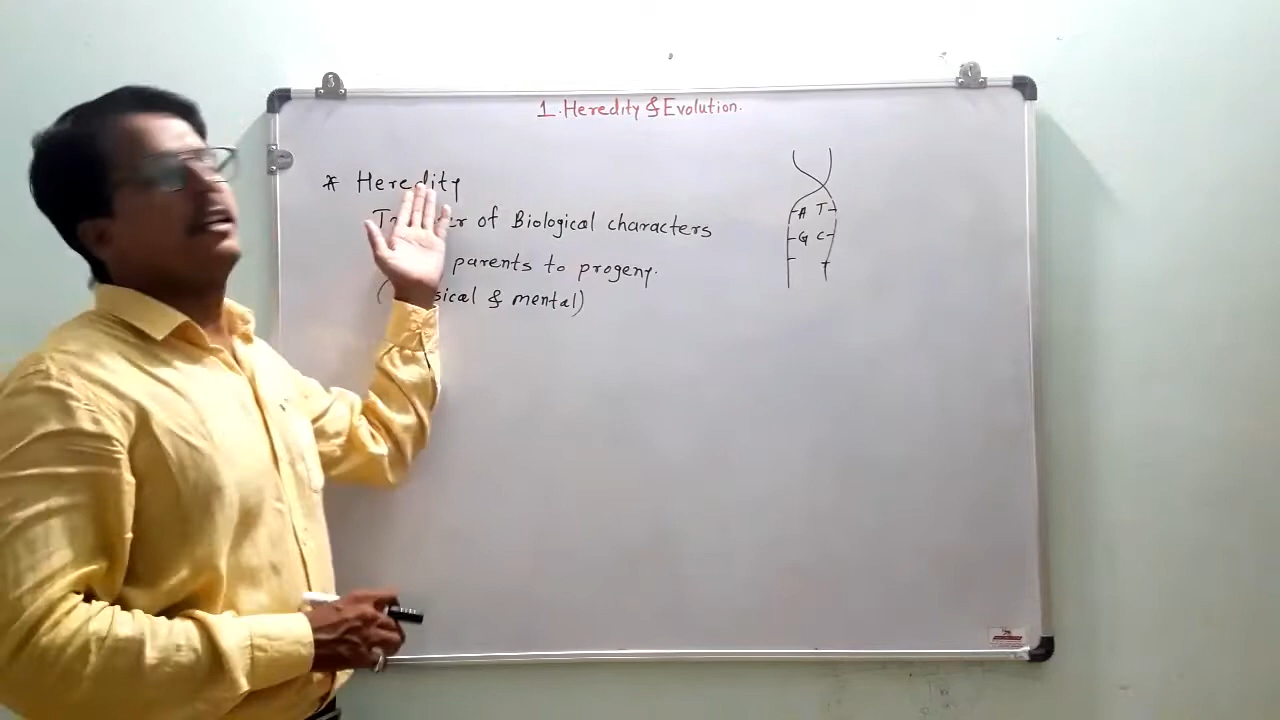 1. Heredity & Evolution.
* Heredity
of Biological characters
parents to progeny.
& mental)
A T
G C